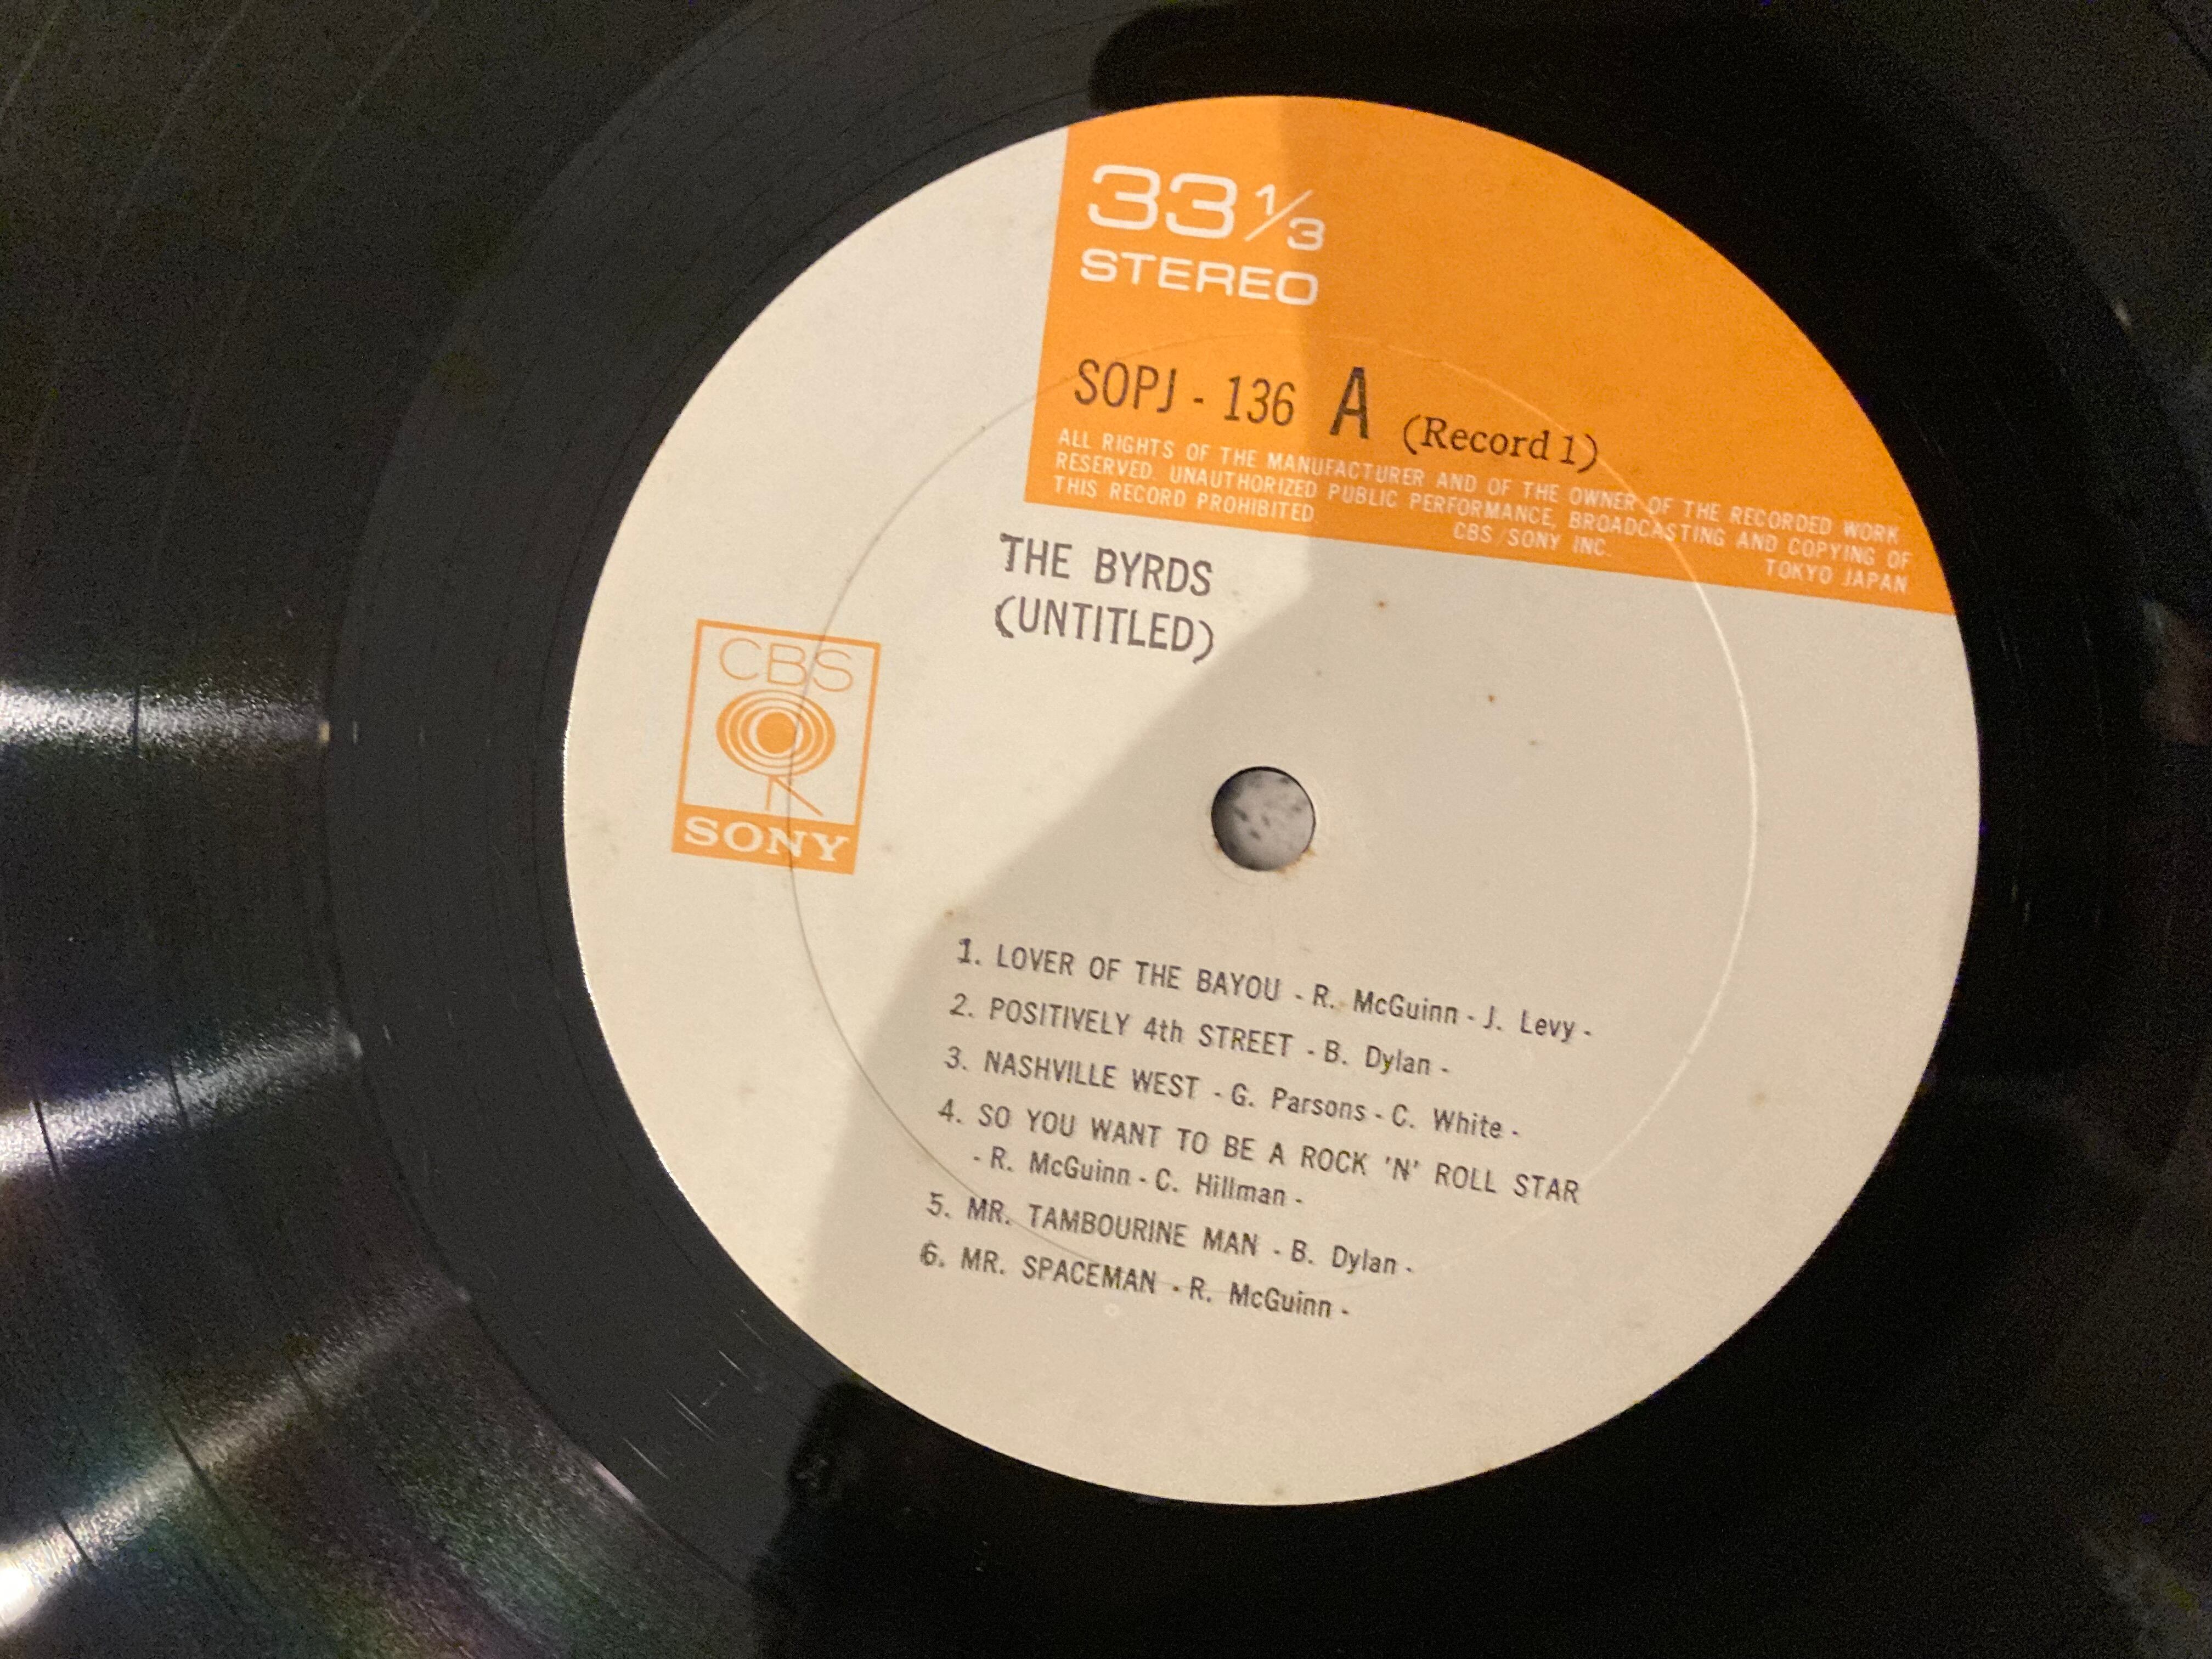 33 1/3
STEREO
SOPJ - 136 A (Record 1)
ALL RIGHTS OF THE MANUFACTURER AND OF THE OWNER OF THE RECORDED WORK
RESERVED. UNAUTHORIZED PUBLIC PERFORMANCE, BROADCASTING AND COPYING OF
THIS RECORD PROHIBITED. CBS/SONY INC. TOKYO JAPAN
THE BYRDS
(UNTITLED)
CBS
SONY
1. LOVER OF THE BAYOU - R. McGuinn - J. Levy -
2. POSITIVELY 4th STREET - B. Dylan -
3. NASHVILLE WEST - G. Parsons - C. White -
4. SO YOU WANT TO BE A ROCK 'N' ROLL STAR
- R. McGuinn - C. Hillman -
5. MR. TAMBOURINE MAN - B. Dylan -
6. MR. SPACEMAN - R. McGuinn -